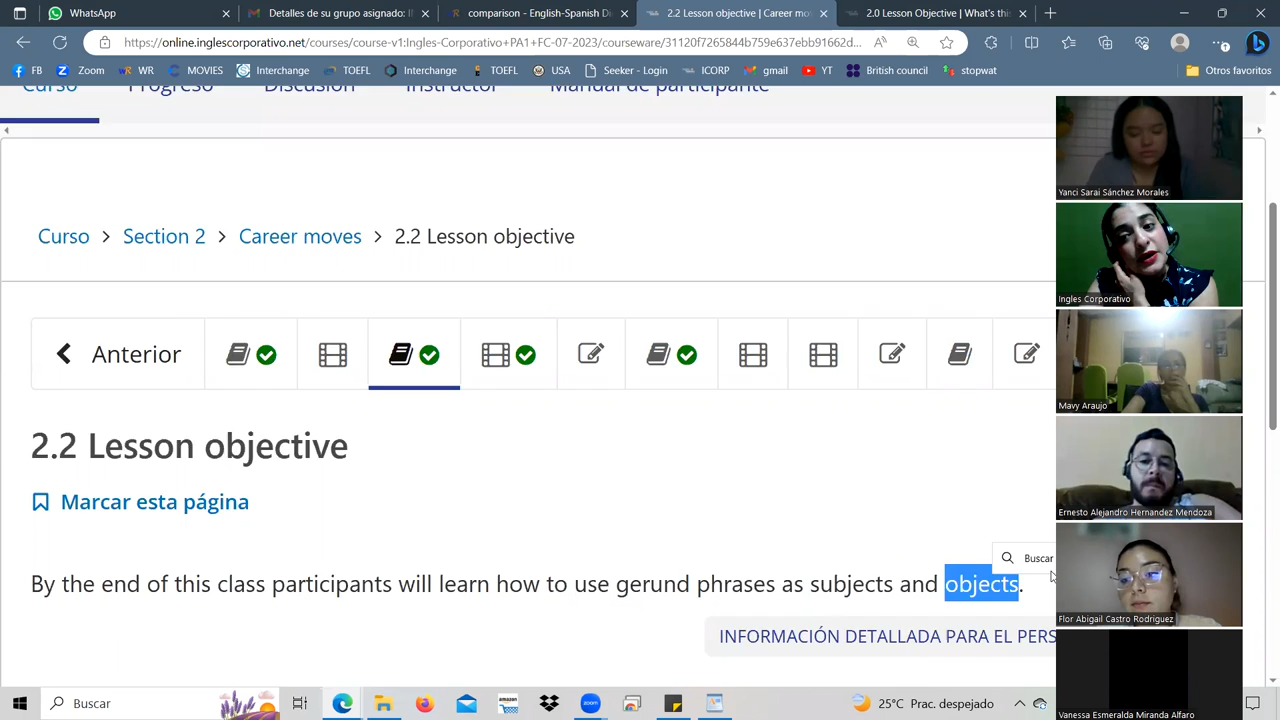 WhatsApp
Detalles de su grupo asignado: If
comparison - English-Spanish Di
2.2 Lesson objective | Career mo
2.0 Lesson Objective | What's this
https://online.inglescorporativo.net/courses/course-v1:Ingles-Corporativo+PA1+FC-07-2023/courseware/31120f7265844b759e637ebb91662d...
FB
Zoom
WR
MOVIES
Interchange
TOEFL
Interchange
TOEFL
USA
Seeker - Login
ICORP
gmail
YT
British council
stopwat
Otros favoritos
Curso
Progreso
Discusión
Instructor
Manual de participante
Curso > Section 2 > Career moves > 2.2 Lesson objective
Anterior
2.2 Lesson objective
Marcar esta página
Buscar
By the end of this class participants will learn how to use gerund phrases as subjects and objects.
INFORMACIÓN DETALLADA PARA EL PERS
Yanci Sarai Sánchez Morales
Ingles Corporativo
Mavy Araujo
Ernesto Alejandro Hernandez Mendoza
Flor Abigail Castro Rodriguez
Vanessa Esmeralda Miranda Alfaro
Buscar
amazon
zoom
25°C Prac. despejado